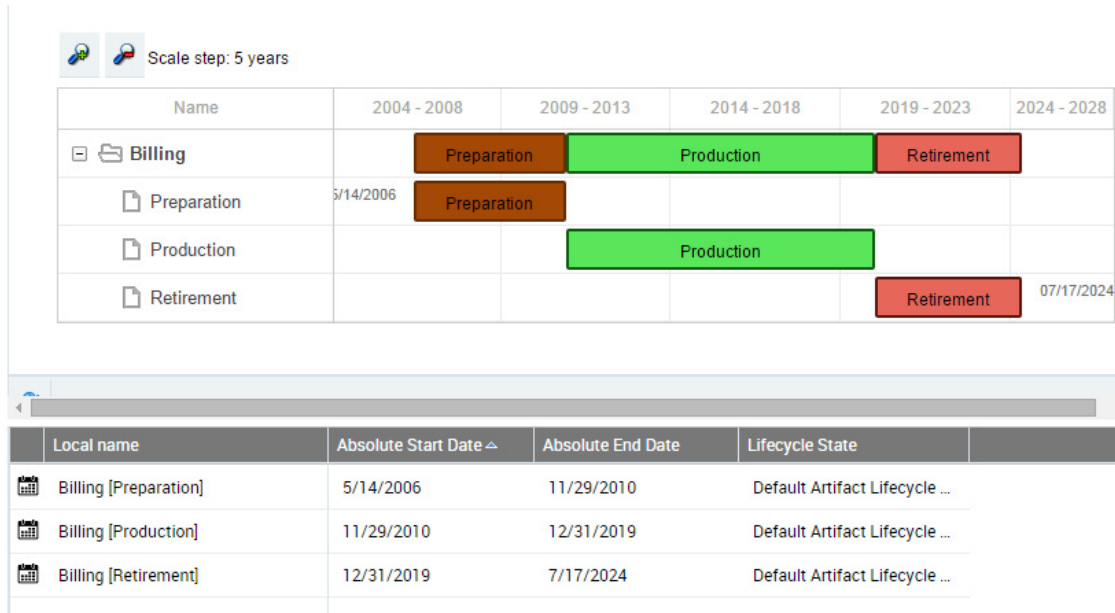 Scale step: 5 years
Name 2004 - 2008 2009 - 2013 2014 - 2018 2019 - 2023 2024 - 2028
Billing Preparation Production Retirement
Preparation 5/14/2006 Preparation
Production Production
Retirement Retirement 07/17/2024
Local name Absolute Start Date Absolute End Date Lifecycle State
Billing [Preparation] 5/14/2006 11/29/2010 Default Artifact Lifecycle ...
Billing [Production] 11/29/2010 12/31/2019 Default Artifact Lifecycle ...
Billing [Retirement] 12/31/2019 7/17/2024 Default Artifact Lifecycle ...